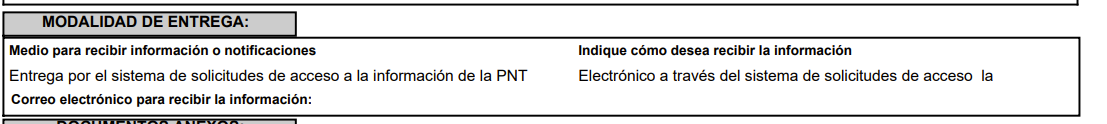 MODALIDAD DE ENTREGA:
Medio para recibir información o notificaciones
Indique cómo desea recibir la información
Entrega por el sistema de solicitudes de acceso a la información de la PNT
Electrónico a través del sistema de solicitudes de acceso  la
Correo electrónico para recibir la información:
DOCUMENTOS ANEXOS: